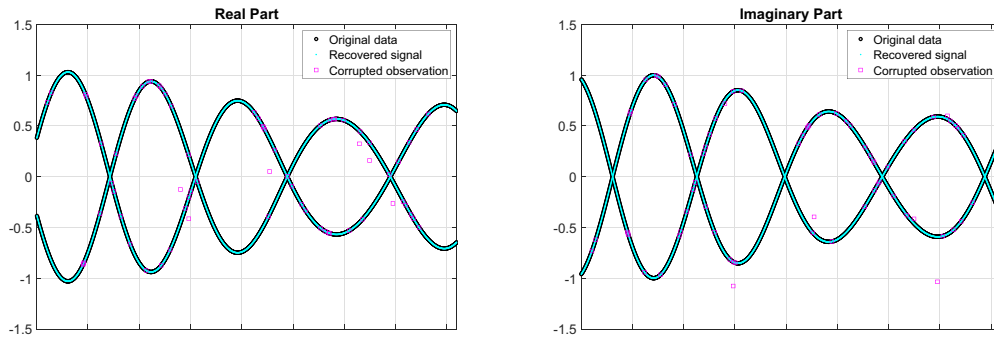 Real Part
1.5
1
0.5
0
-0.5
-1
-1.5
Original data
Recovered signal
Corrupted observation
Imaginary Part
1.5
1
0.5
0
-0.5
-1
-1.5
Original data
Recovered signal
Corrupted observation